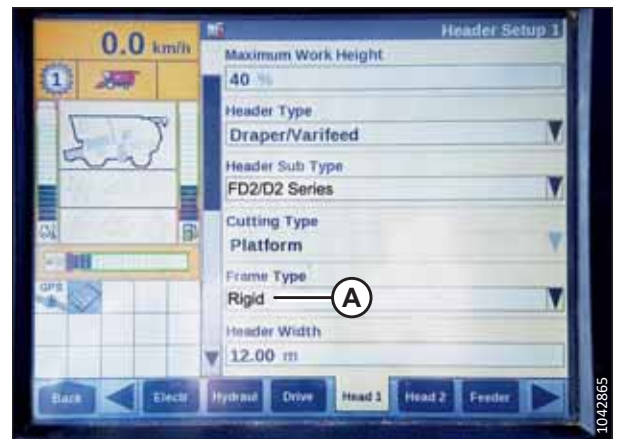 0.0 km/h
Header Setup 1
1
Maximum Work Height
40 %
Header Type
Draper/Varifeed
Header Sub Type
FD2/D2 Series
Cutting Type
Platform
Frame Type
Rigid
A
Header Width
12.00 m
GPS
Back
Electr
Hydraul
Drive
Head 1
Head 2
Feeder
1042865